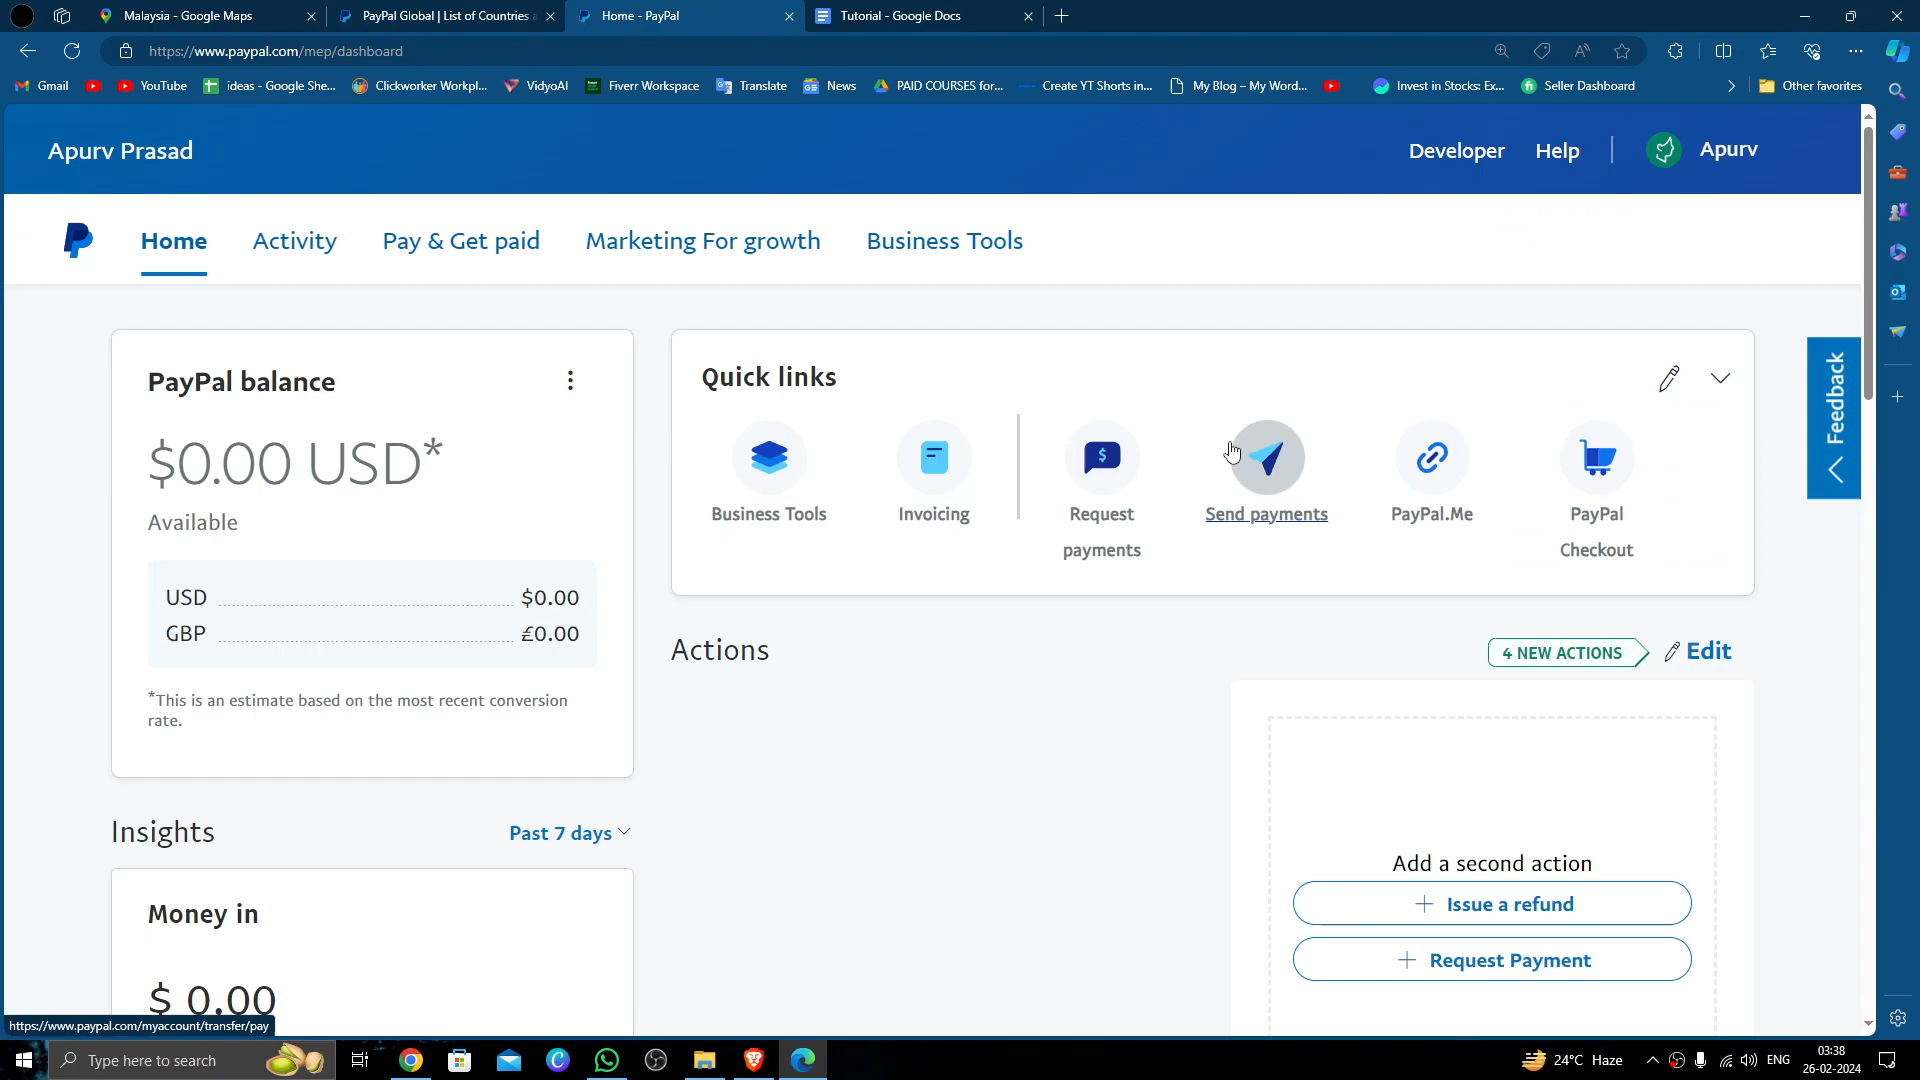 Malaysia - Google Maps
PayPal Global | List of Countries a
Home - PayPal
Tutorial - Google Docs
https://www.paypal.com/mep/dashboard
Gmail
YouTube
ideas - Google She...
Clickworker Workpl...
VidyoAI
Fiverr Workspace
Translate
News
PAID COURSES for...
Create YT Shorts in...
My Blog – My Word...
Invest in Stocks: Ex...
Seller Dashboard
Other favorites
Apurv Prasad
Developer
Help
Apurv
Home
Activity
Pay & Get paid
Marketing For growth
Business Tools
PayPal balance
$0.00 USD*
Available
USD $0.00
GBP £0.00
*This is an estimate based on the most recent conversion
rate.
Quick links
Business Tools
Invoicing
Request
payments
Send payments
PayPal.Me
PayPal
Checkout
Feedback
Actions
4 NEW ACTIONS
Edit
Add a second action
+ Issue a refund
+ Request Payment
Insights
Past 7 days
Money in
$ 0.00
https://www.paypal.com/myaccount/transfer/pay
Type here to search
24°C Haze
ENG
03:38
26-02-2024